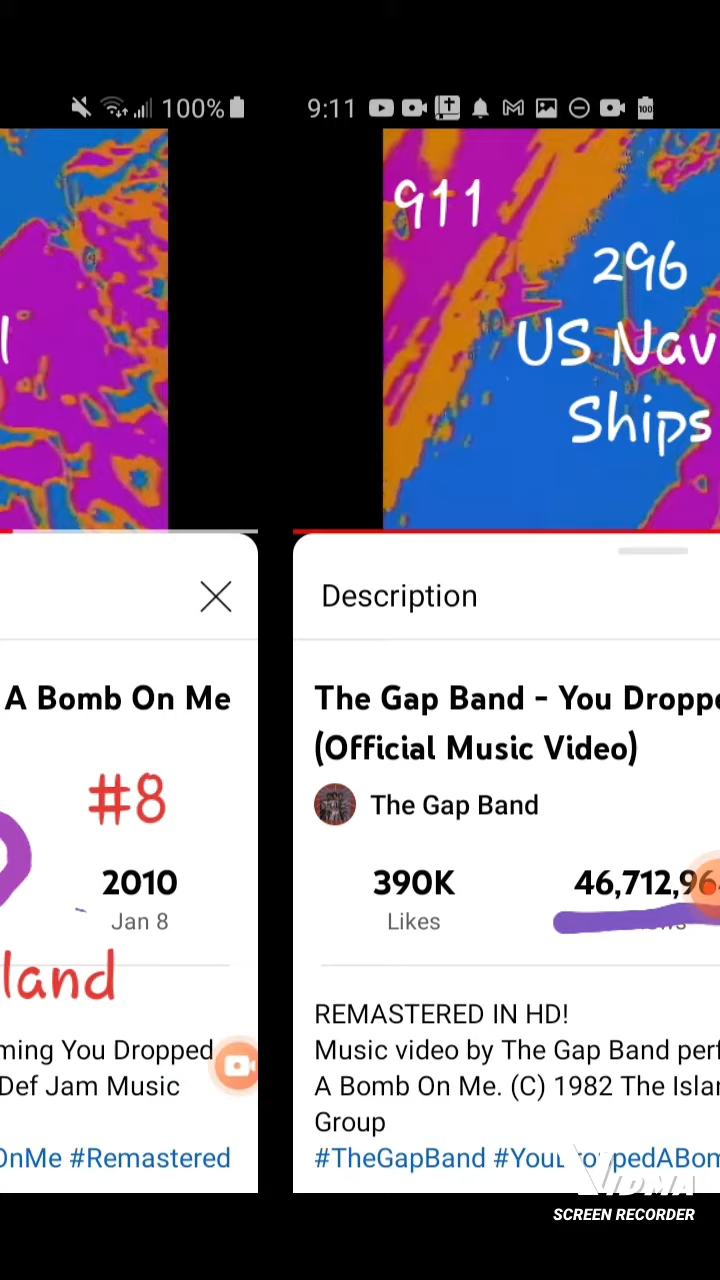 100%
l
A Bomb On Me
#8
2010
Jan 8
land
ming You Dropped
Def Jam Music
OnMe #Remastered
9:11
911
296
US Nav
Ships
Description
The Gap Band - You Droppe
(Official Music Video)
The Gap Band
390K
46,712,96
Likes
REMASTERED IN HD!
Music video by The Gap Band perf
A Bomb On Me. (C) 1982 The Islan
Group
#TheGapBand #YouDroppedABom
VIDMA
SCREEN RECORDER